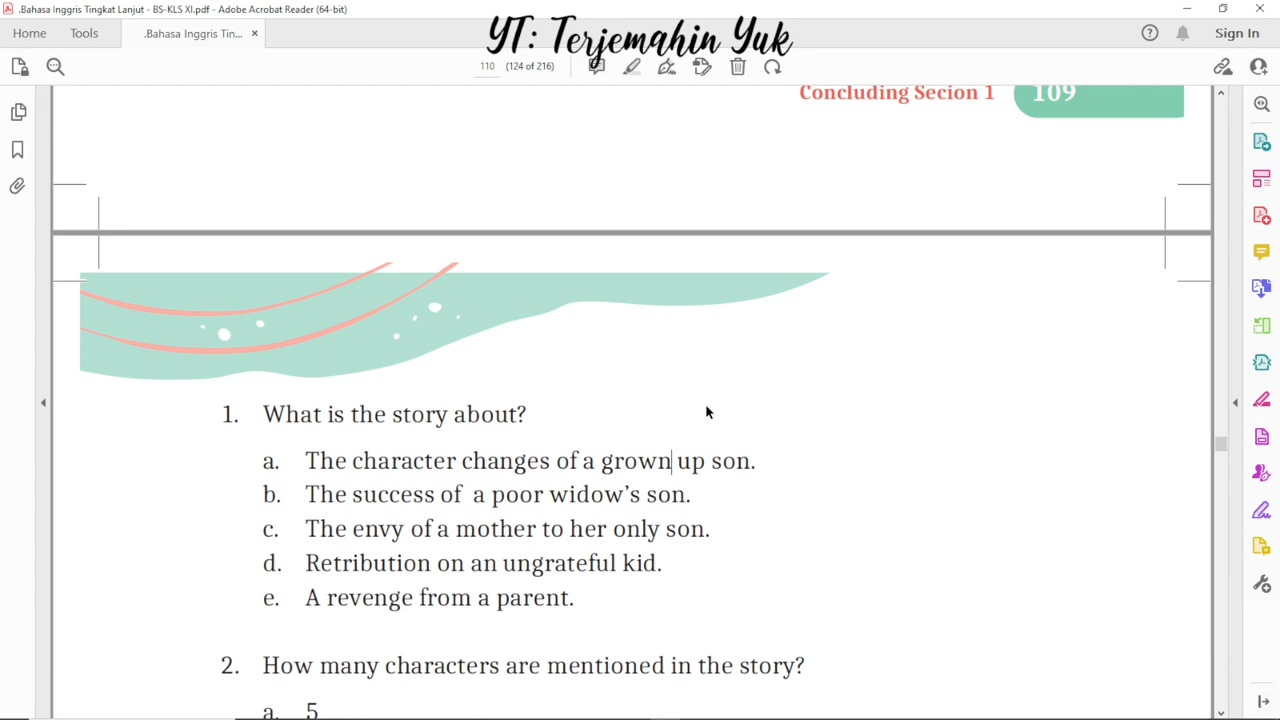 .Bahasa Inggris Tingkat Lanjut - BS-KLS XI.pdf - Adobe Acrobat Reader (64-bit)
YT: Terjemahin Yuk
Home Tools .Bahasa Inggris Tin... × Sign In
110 (124 of 216)
Concluding Secion 1 109
1. What is the story about?
a. The character changes of a grown up son.
b. The success of a poor widow’s son.
c. The envy of a mother to her only son.
d. Retribution on an ungrateful kid.
e. A revenge from a parent.
2. How many characters are mentioned in the story?
a. 5